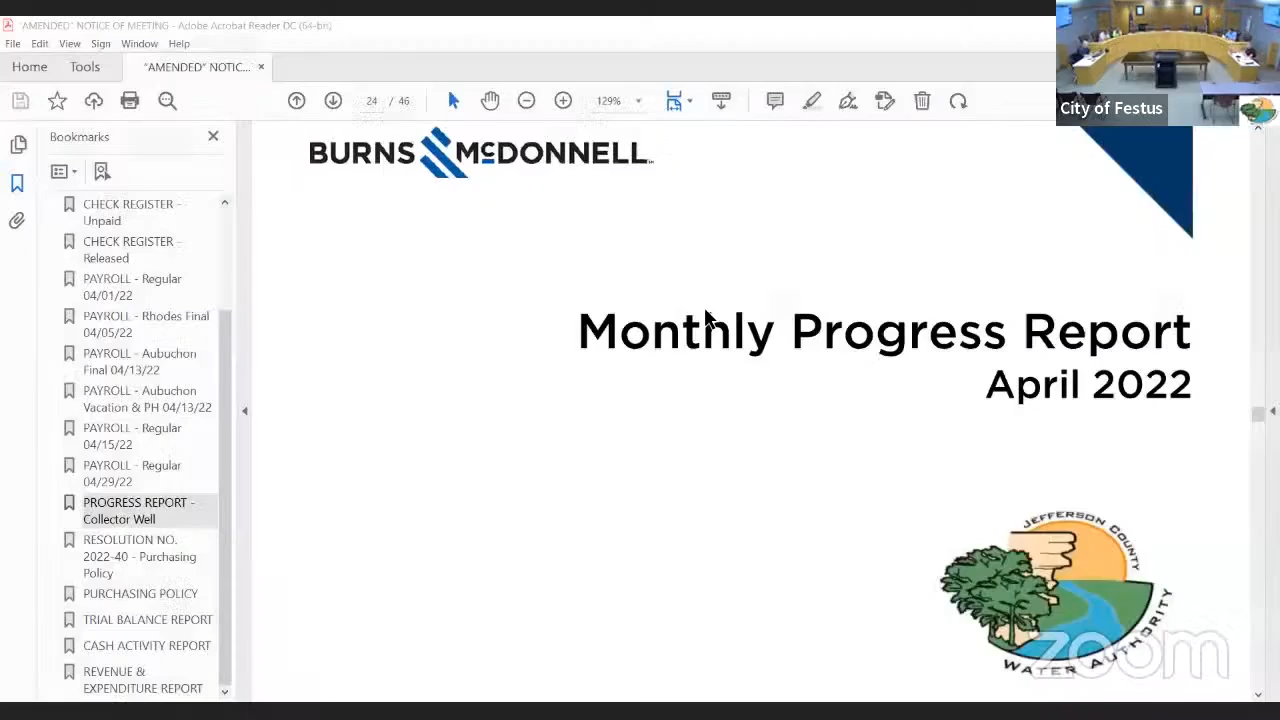 "AMENDED" NOTICE OF MEETING - Adobe Acrobat Reader DC (64-bit)
File Edit View Sign Window Help
Home Tools "AMENDED" NOTIC... ×
24 / 46 129%
City of Festus
Bookmarks
CHECK REGISTER -
Unpaid
CHECK REGISTER -
Released
PAYROLL - Regular
04/01/22
PAYROLL - Rhodes Final
04/05/22
PAYROLL - Aubuchon
Final 04/13/22
PAYROLL - Aubuchon
Vacation & PH 04/13/22
PAYROLL - Regular
04/15/22
PAYROLL - Regular
04/29/22
PROGRESS REPORT -
Collector Well
RESOLUTION NO.
2022-40 - Purchasing
Policy
PURCHASING POLICY
TRIAL BALANCE REPORT
CASH ACTIVITY REPORT
REVENUE &
EXPENDITURE REPORT
BURNS McDONNELL
Monthly Progress Report
April 2022
JEFFERSON COUNTY
WATER AUTHORITY
zoom